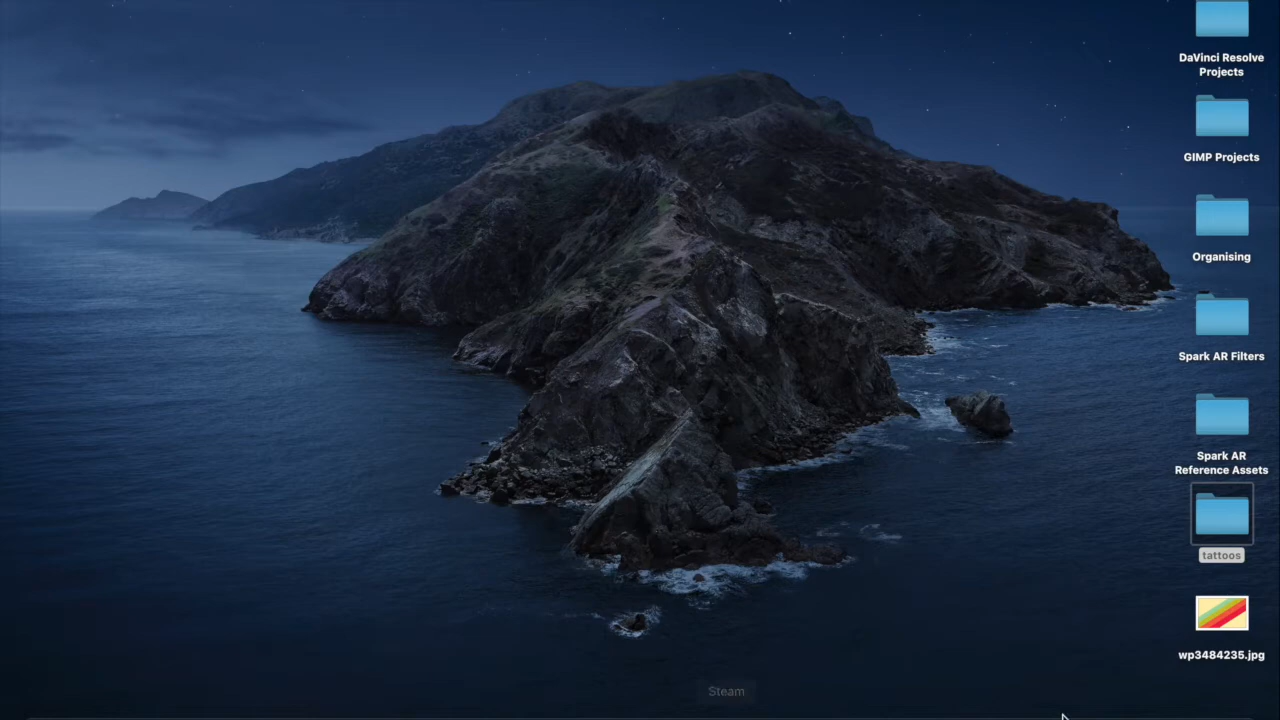 DaVinci Resolve
Projects
GIMP Projects
Organising
Spark AR Filters
Spark AR
Reference Assets
tattoos
wp3484235.jpg
Steam